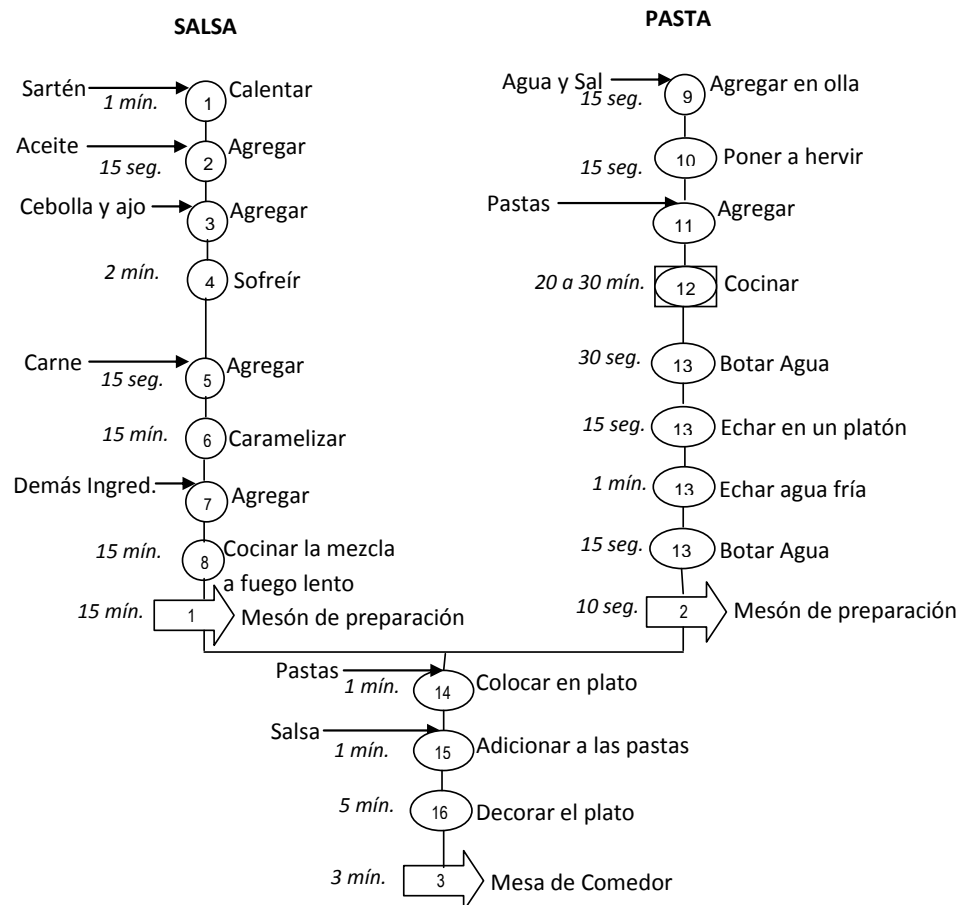 SALSA
Sartén
1 mín.
1
Calentar
Aceite
15 seg.
2
Agregar
Cebolla y ajo
3
Agregar
2 mín.
4
Sofreír
Carne
15 seg.
5
Agregar
15 mín.
6
Caramelizar
Demás Ingred.
7
Agregar
15 mín.
8
Cocinar la mezcla
a fuego lento
15 mín.
1
Mesón de preparación
PASTA
Agua y Sal
15 seg.
9
Agregar en olla
15 seg.
10
Poner a hervir
Pastas
11
Agregar
20 a 30 mín.
12
Cocinar
30 seg.
13
Botar Agua
15 seg.
13
Echar en un platón
1 mín.
13
Echar agua fría
15 seg.
13
Botar Agua
10 seg.
2
Mesón de preparación
Pastas
1 mín.
14
Colocar en plato
Salsa
1 mín.
15
Adicionar a las pastas
5 mín.
16
Decorar el plato
3 mín.
3
Mesa de Comedor